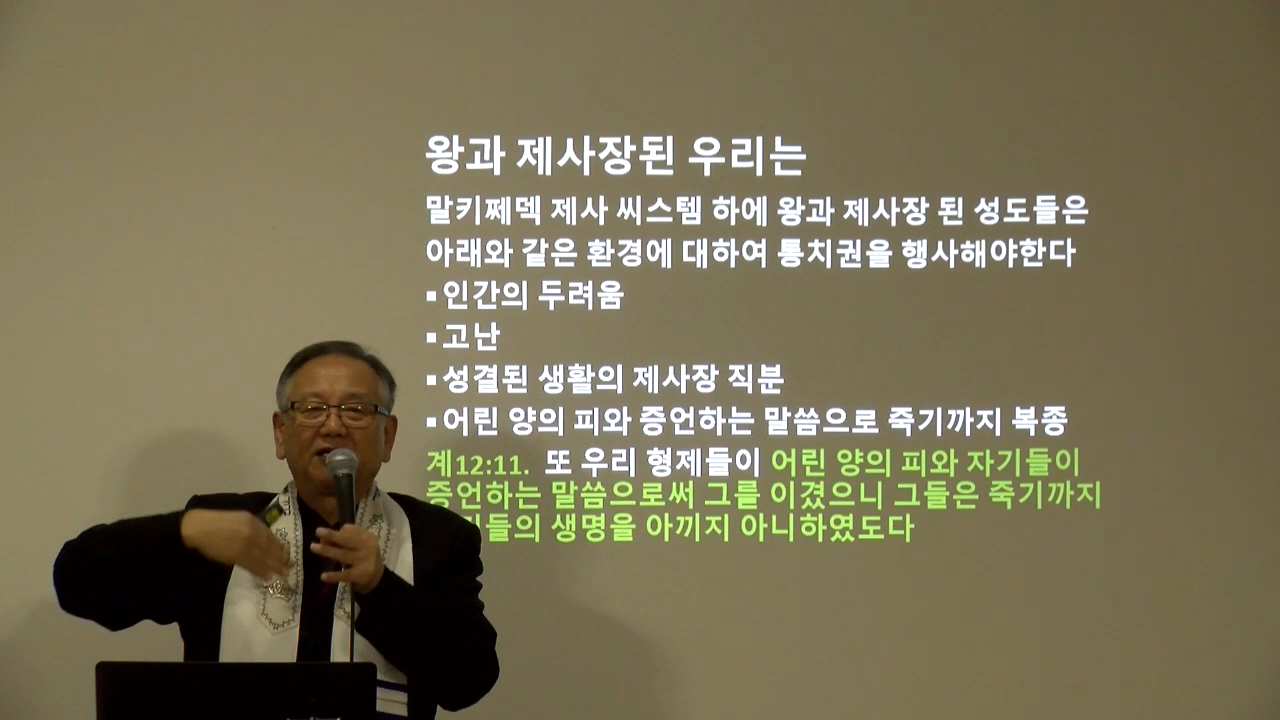 왕과 제사장된 우리는
말키쩨덱 제사 씨스템 하에 왕과 제사장 된 성도들은
아래와 같은 환경에 대하여 통치권을 행사해야한다
▪인간의 두려움
▪고난
▪성결된 생활의 제사장 직분
▪어린 양의 피와 증언하는 말씀으로 죽기까지 복종
계12:11. 또 우리 형제들이 어린 양의 피와 자기들이
증언하는 말씀으로써 그를 이겼으니 그들은 죽기까지
생명을 아끼지 아니하였도다